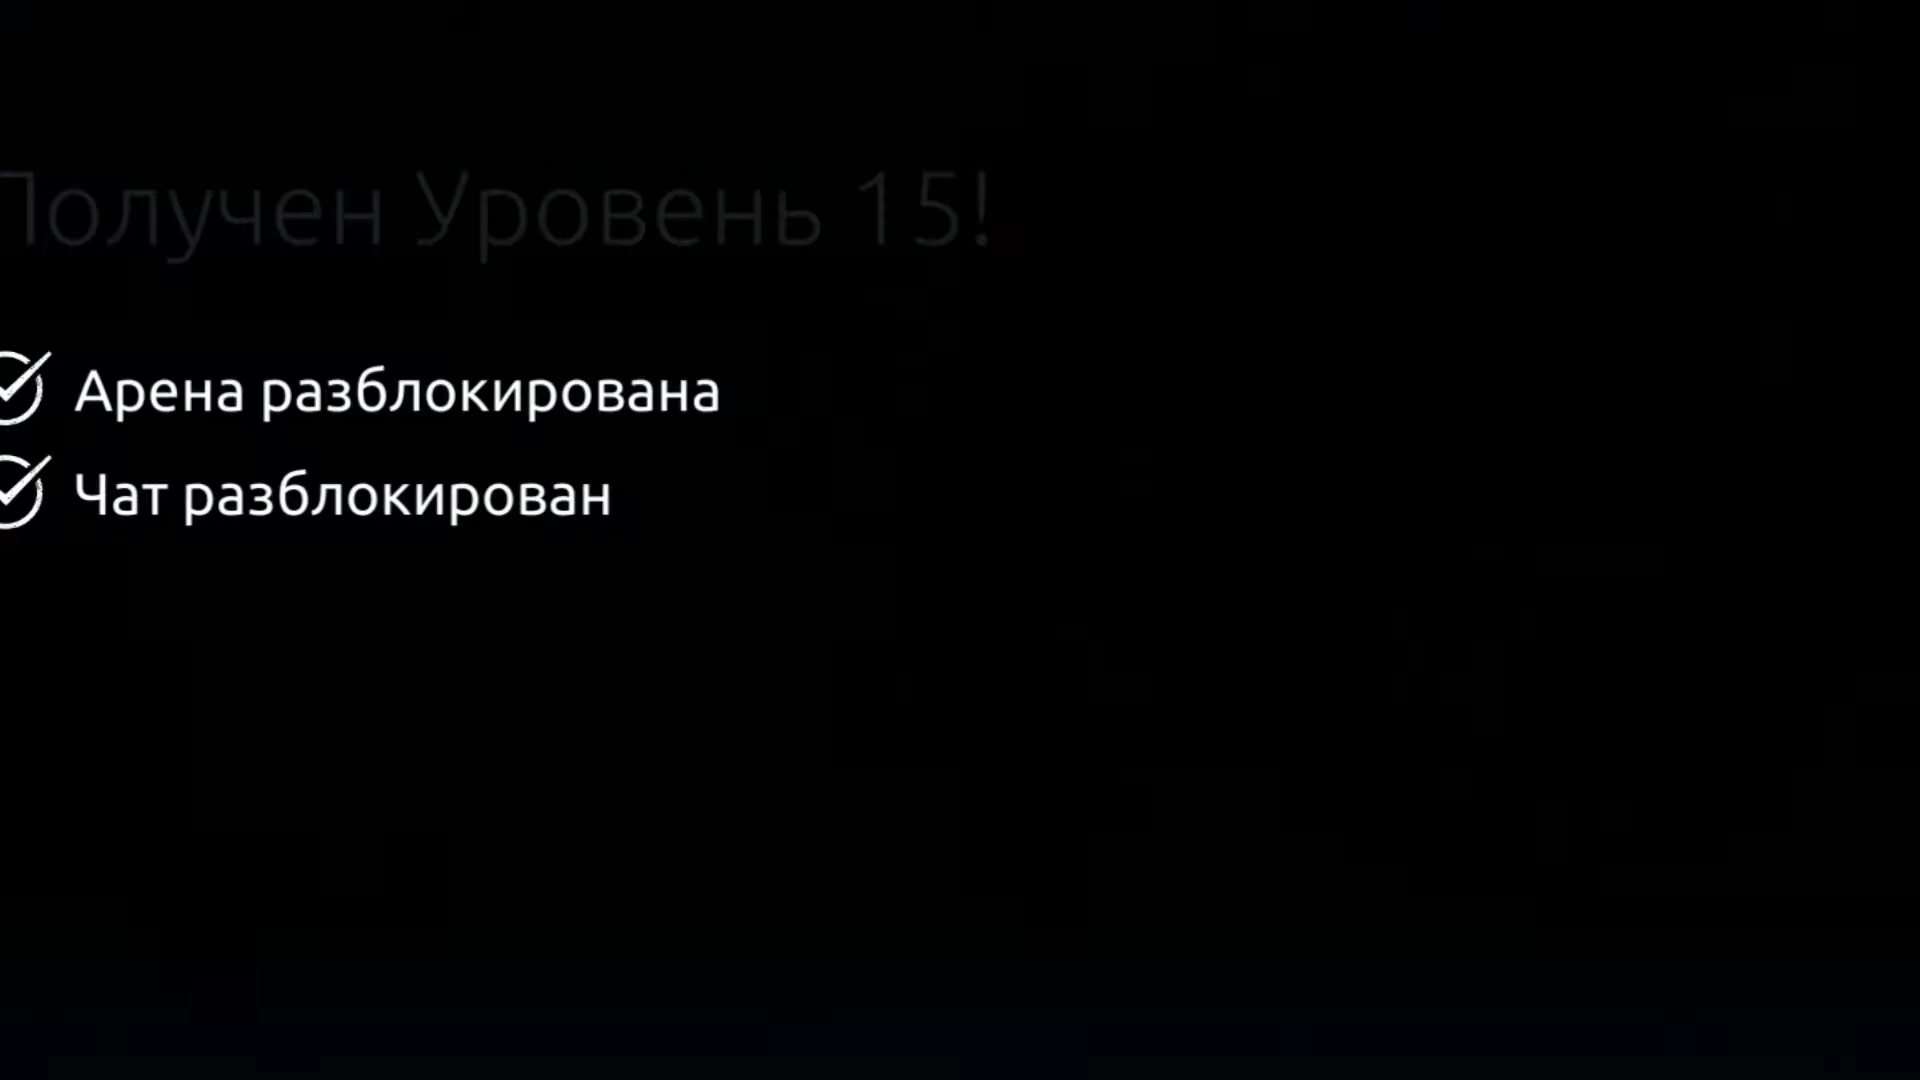 Получен Уровень 15!
Арена разблокирована
Чат разблокирован